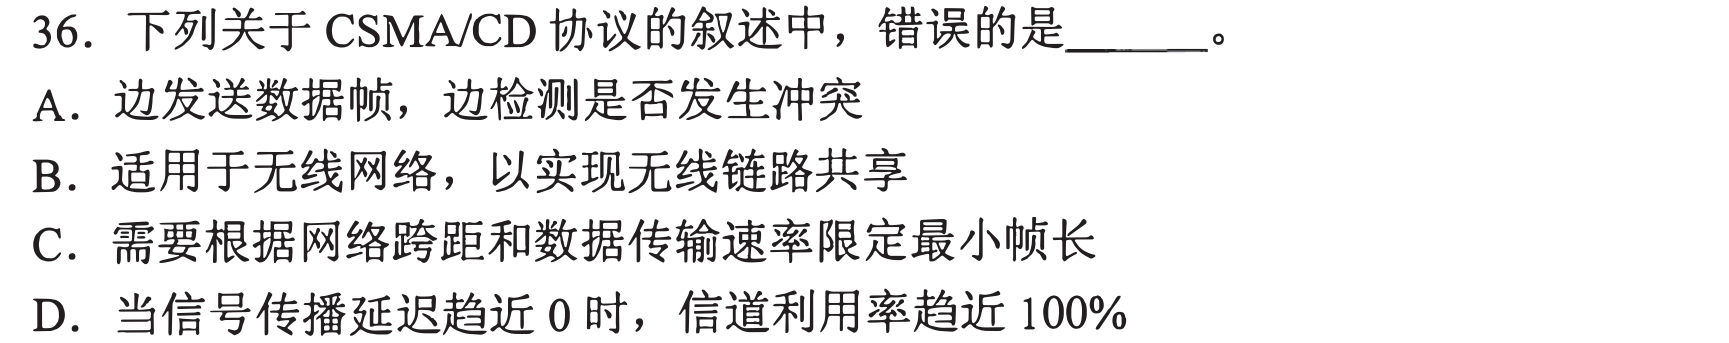 36. 下列关于 CSMA/CD 协议的叙述中，错误的是______。
A. 边发送数据帧，边检测是否发生冲突
B. 适用于无线网络，以实现无线链路共享
C. 需要根据网络跨距和数据传输速率限定最小帧长
D. 当信号传播延迟趋近 0 时，信道利用率趋近 100%